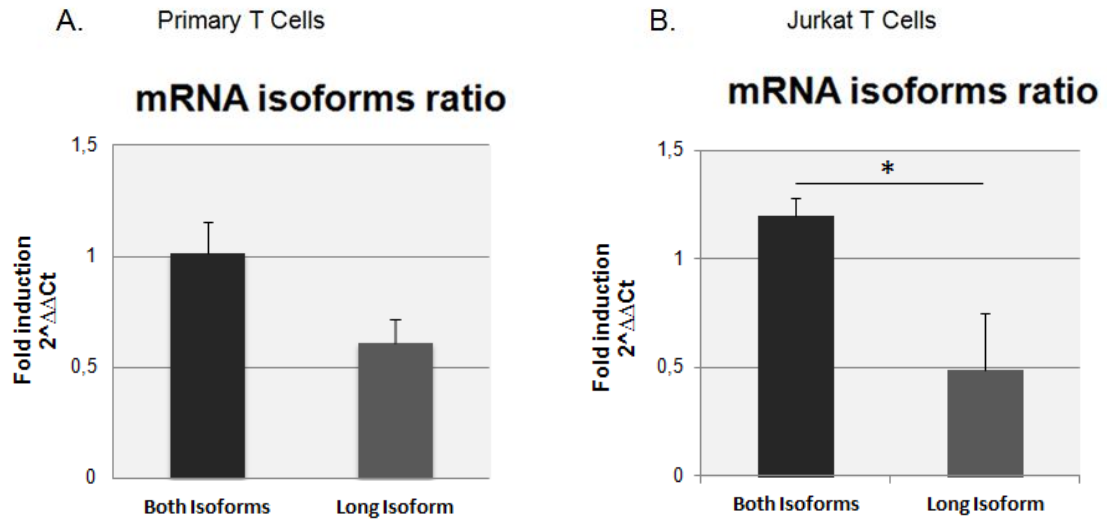 A. Primary T Cells
mRNA isoforms ratio
Fold induction
2^ΔΔCt
1,5
1
0,5
0
Both Isoforms Long Isoform
B. Jurkat T Cells
mRNA isoforms ratio
Fold induction
2^ΔΔCt
1,5
1
0,5
0
*
Both Isoforms Long Isoform